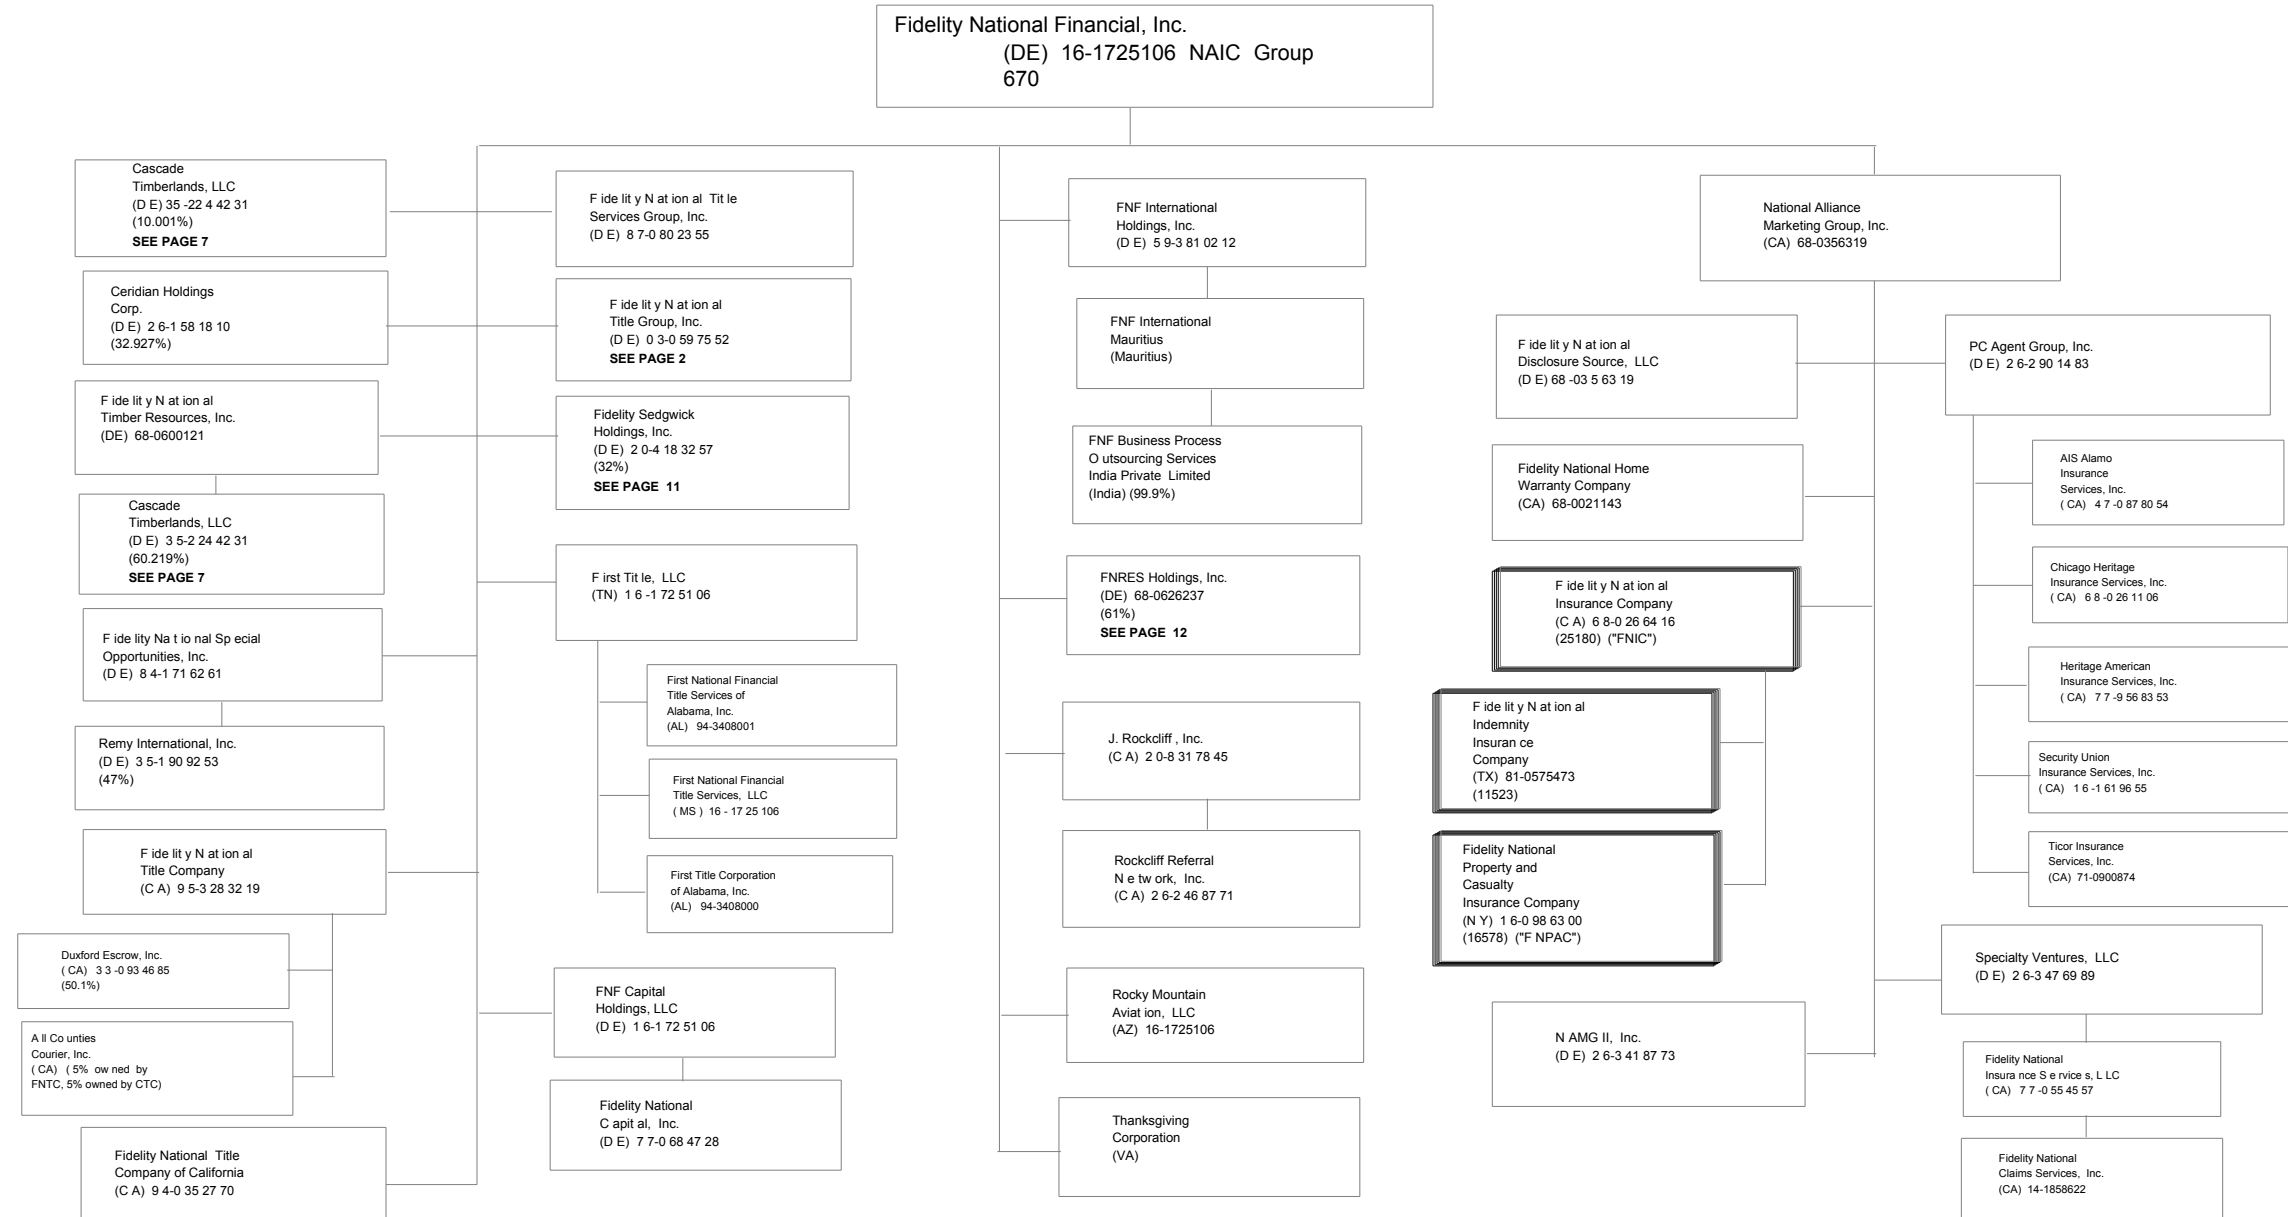 Fidelity National Financial, Inc.
(DE) 16-1725106 NAIC Group
670
Cascade
Timberlands, LLC
(D E) 35 -22 4 42 31
(10.001%)
SEE PAGE 7
Ceridian Holdings
Corp.
(D E) 2 6-1 58 18 10
(32.927%)
F ide lit y N at ion al
Timber Resources, Inc.
(DE) 68-0600121
Cascade
Timberlands, LLC
(D E) 3 5-2 24 42 31
(60.219%)
SEE PAGE 7
F ide lity Na t io nal Sp ecial
Opportunities, Inc.
(D E) 8 4-1 71 62 61
Remy International, Inc.
(D E) 3 5-1 90 92 53
(47%)
F ide lit y N at ion al
Title Company
(C A) 9 5-3 28 32 19
Duxford Escrow, Inc.
( CA) 3 3 -0 93 46 85
(50.1%)
A ll Co unties
Courier, Inc.
( CA) ( 5% ow ned by
FNTC, 5% owned by CTC)
Fidelity National Title
Company of California
(C A) 9 4-0 35 27 70
F ide lit y N at ion al Tit le
Services Group, Inc.
(D E) 8 7-0 80 23 55
F ide lit y N at ion al
Title Group, Inc.
(D E) 0 3-0 59 75 52
SEE PAGE 2
Fidelity Sedgwick
Holdings, Inc.
(D E) 2 0-4 18 32 57
(32%)
SEE PAGE 11
F irst Tit le, LLC
(TN) 1 6 -1 72 51 06
First National Financial
Title Services of
Alabama, Inc.
(AL) 94-3408001
First National Financial
Title Services, LLC
( MS ) 16 - 17 25 106
First Title Corporation
of Alabama, Inc.
(AL) 94-3408000
FNF Capital
Holdings, LLC
(D E) 1 6-1 72 51 06
Fidelity National
C apit al, Inc.
(D E) 7 7-0 68 47 28
FNF International
Holdings, Inc.
(D E) 5 9-3 81 02 12
FNF International
Mauritius
(Mauritius)
FNF Business Process
O utsourcing Services
India Private Limited
(India) (99.9%)
FNRES Holdings, Inc.
(DE) 68-0626237
(61%)
SEE PAGE 12
J. Rockcliff , Inc.
(C A) 2 0-8 31 78 45
Rockcliff Referral
N e tw ork, Inc.
(C A) 2 6-2 46 87 71
Rocky Mountain
Aviat ion, LLC
(AZ) 16-1725106
Thanksgiving
Corporation
(VA)
National Alliance
Marketing Group, Inc.
(CA) 68-0356319
F ide lit y N at ion al
Disclosure Source, LLC
(D E) 68 -03 5 63 19
Fidelity National Home
Warranty Company
(CA) 68-0021143
F ide lit y N at ion al
Insurance Company
(C A) 6 8-0 26 64 16
(25180) ("FNIC")
F ide lit y N at ion al
Indemnity
Insuran ce
Company
(TX) 81-0575473
(11523)
Fidelity National
Property and
Casualty
Insurance Company
(N Y) 1 6-0 98 63 00
(16578) ("F NPAC")
N AMG II, Inc.
(D E) 2 6-3 41 87 73
PC Agent Group, Inc.
(D E) 2 6-2 90 14 83
AIS Alamo
Insurance
Services, Inc.
( CA) 4 7 -0 87 80 54
Chicago Heritage
Insurance Services, Inc.
( CA) 6 8 -0 26 11 06
Heritage American
Insurance Services, Inc.
( CA) 7 7 -9 56 83 53
Security Union
Insurance Services, Inc.
( CA) 1 6 -1 61 96 55
Ticor Insurance
Services, Inc.
(CA) 71-0900874
Specialty Ventures, LLC
(D E) 2 6-3 47 69 89
Fidelity National
Insura nce S e rvice s, L LC
( CA) 7 7 -0 55 45 57
Fidelity National
Claims Services, Inc.
(CA) 14-1858622